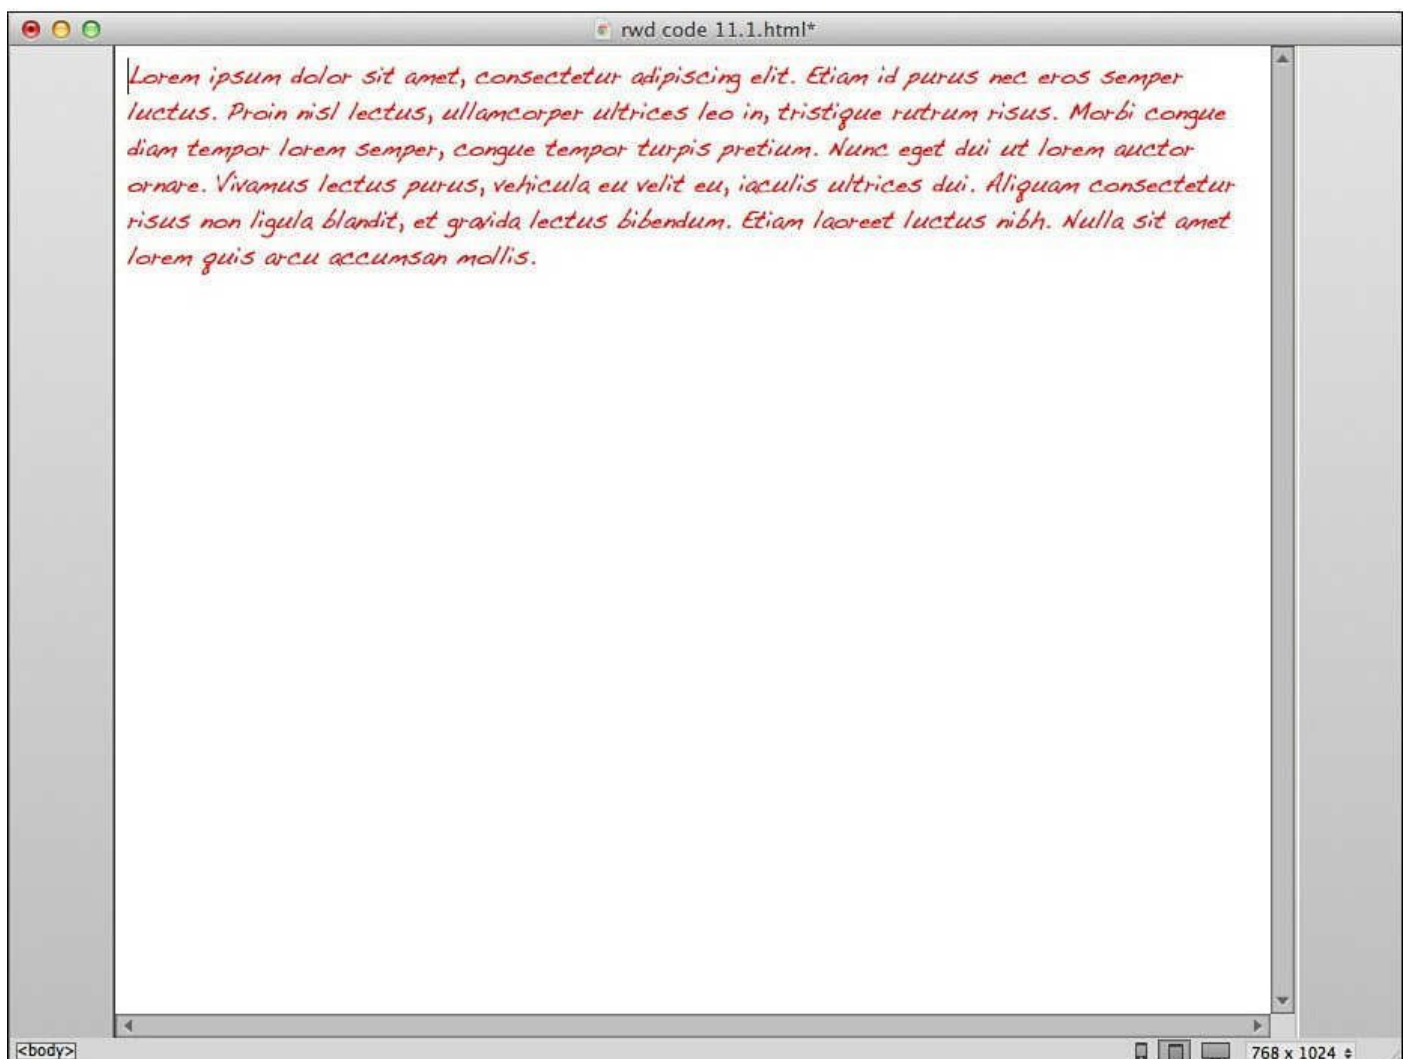 rwd code 11.1.html*
Lorem ipsum dolor sit amet, consectetur adipiscing elit. Etiam id purus nec eros semper
luctus. Proin nisl lectus, ullamcorper ultrices leo in, tristique rutrum risus. Morbi congue
diam tempor lorem semper, congue tempor turpis pretium. Nunc eget dui ut lorem auctor
ornare. Vivamus lectus purus, vehicula eu velit eu, iaculis ultrices dui. Aliquam consectetur
risus non ligula blandit, et gravida lectus bibendum. Etiam laoreet luctus nibh. Nulla sit amet
lorem quis arcu accumsan mollis.
<body>
768 x 1024